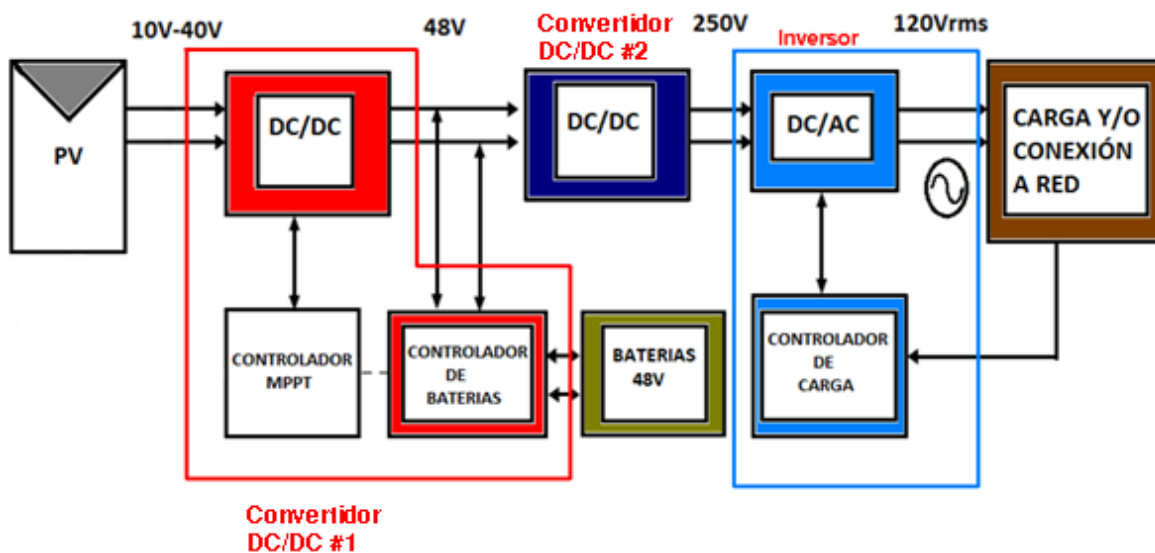 10V-40V
48V
Convertidor
DC/DC #2
250V
Inversor
120Vrms
PV
DC/DC
DC/DC
DC/AC
CARGA Y/O
CONEXIÓN
A RED
CONTROLADOR
MPPT
CONTROLADOR
DE
BATERIAS
BATERIAS
48V
CONTROLADOR
DE
CARGA
Convertidor
DC/DC #1